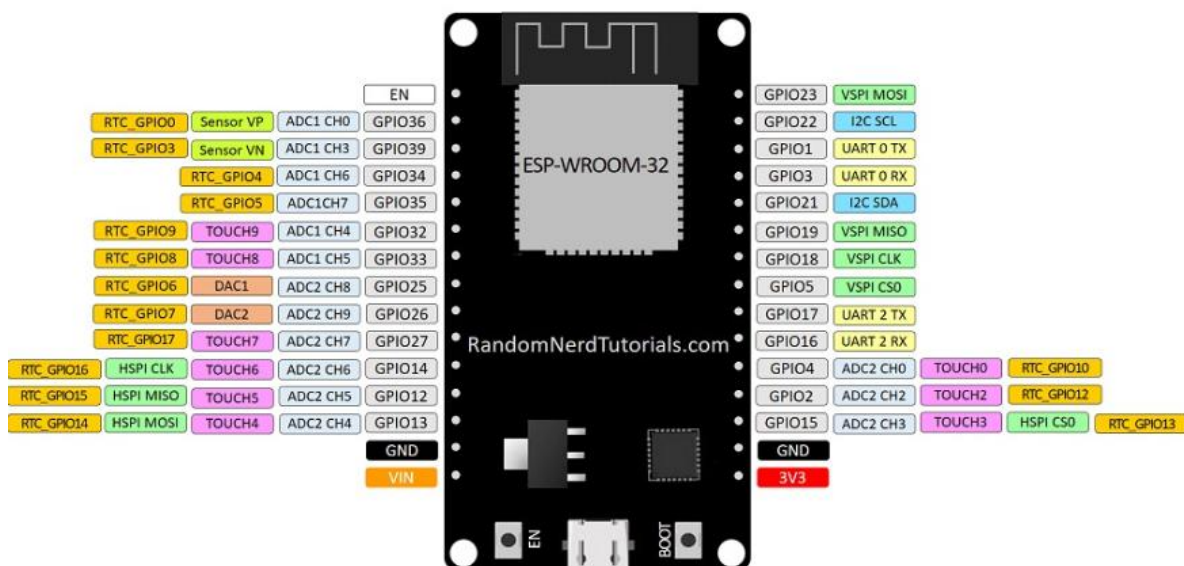 EN GPIO23 VSPI MOSI
RTC_GPIO0 Sensor VP ADC1 CH0 GPIO36 GPIO22 I2C SCL
RTC_GPIO3 Sensor VN ADC1 CH3 GPIO39 GPIO1 UART 0 TX
RTC_GPIO4 ADC1 CH6 GPIO34 ESP-WROOM-32 GPIO3 UART 0 RX
RTC_GPIO5 ADC1CH7 GPIO35 GPIO21 I2C SDA
RTC_GPIO9 TOUCH9 ADC1 CH4 GPIO32 GPIO19 VSPI MISO
RTC_GPIO8 TOUCH8 ADC1 CH5 GPIO33 GPIO18 VSPI CLK
RTC_GPIO6 DAC1 ADC2 CH8 GPIO25 GPIO5 VSPI CS0
RTC_GPIO7 DAC2 ADC2 CH9 GPIO26 GPIO17 UART 2 TX
RTC_GPIO17 TOUCH7 ADC2 CH7 GPIO27 RandomNerdTutorials.com GPIO16 UART 2 RX
RTC_GPIO16 HSPI CLK TOUCH6 ADC2 CH6 GPIO14 GPIO4 ADC2 CH0 TOUCH0 RTC_GPIO10
RTC_GPIO15 HSPI MISO TOUCH5 ADC2 CH5 GPIO12 GPIO2 ADC2 CH2 TOUCH2 RTC_GPIO12
RTC_GPIO14 HSPI MOSI TOUCH4 ADC2 CH4 GPIO13 GPIO15 ADC2 CH3 TOUCH3 HSPI CS0 RTC_GPIO13
GND GND
VIN 3V3
EN BOOT